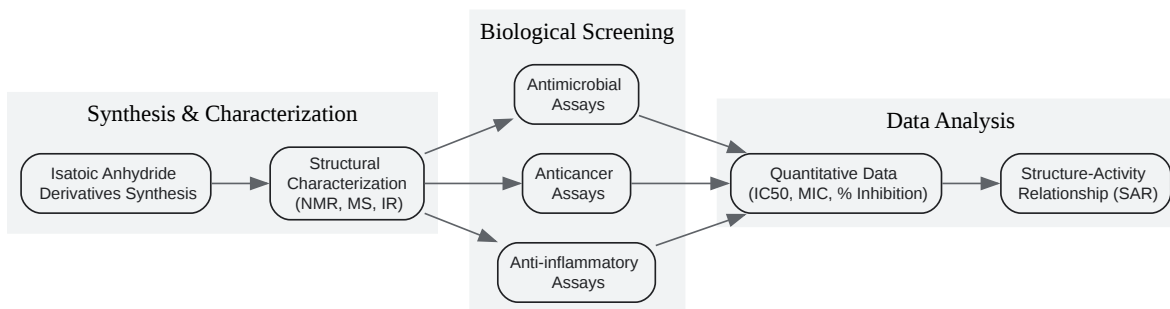 Synthesis & Characterization
Isatoic Anhydride
Derivatives Synthesis
Structural
Characterization
(NMR, MS, IR)
Biological Screening
Antimicrobial
Assays
Anticancer
Assays
Anti-inflammatory
Assays
Data Analysis
Quantitative Data
(IC50, MIC, % Inhibition)
Structure-Activity
Relationship (SAR)